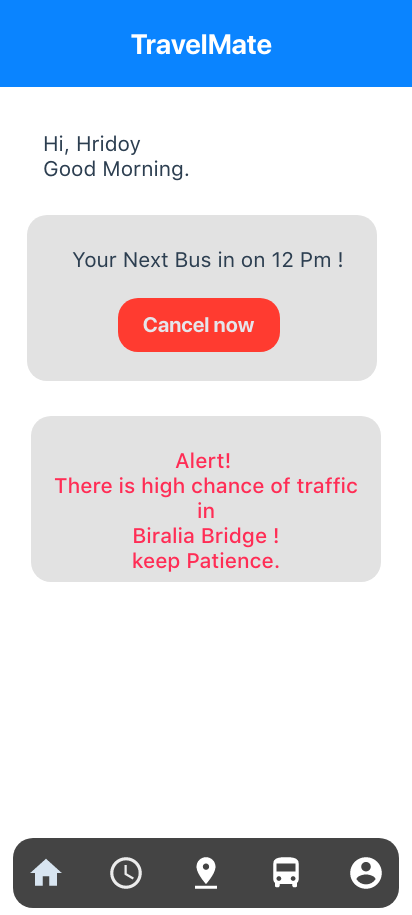 TravelMate
Hi, Hridoy
Good Morning.
Your Next Bus in on 12 Pm !
Cancel now
Alert!
There is high chance of traffic
in
Biralia Bridge !
keep Patience.